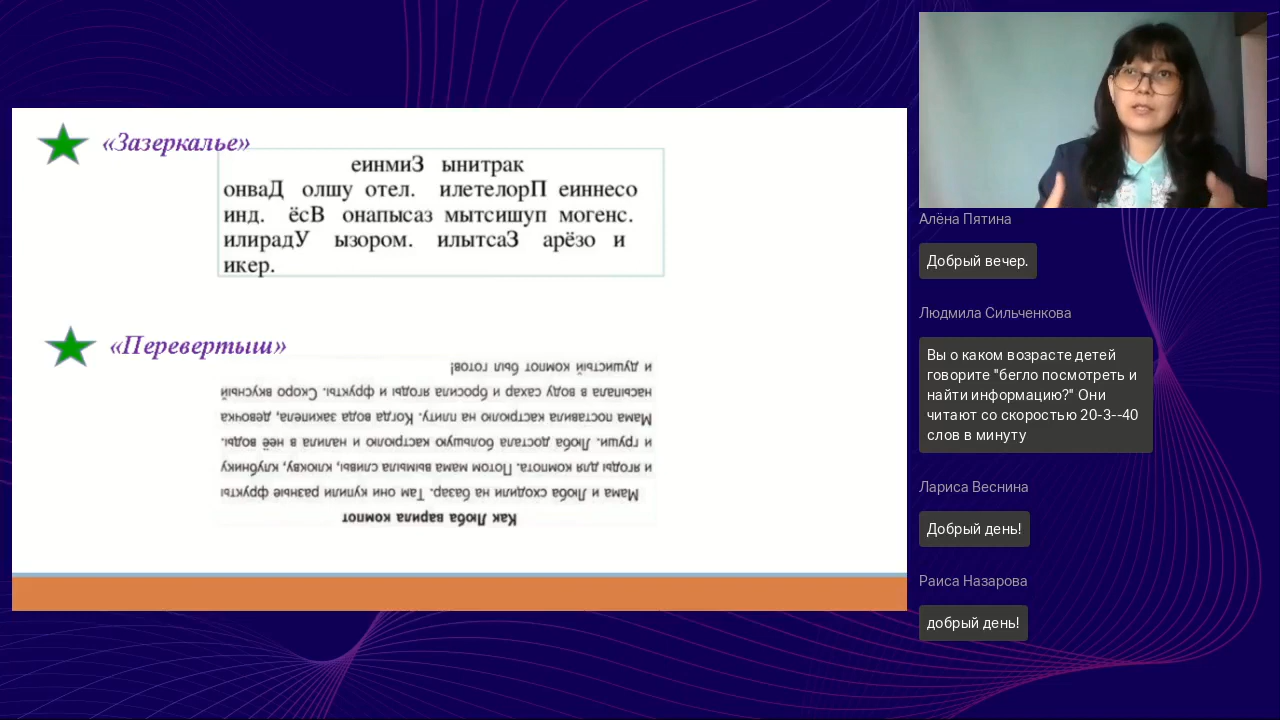 «Зазеркалье»
еинмиЗ ынитрак
онваД олшу отел. илетелорП еиннесо
инд. ёсВ онапысаз мытсишуп могенс.
илирадУ ызором. илытсаЗ арёзо и
икер.
«Перевертыш»
Как Люба варила компот
Мама и Люба сходили на базар. Там они купили разные фрукты
и ягоды для компота. Потом мама вымыла сливы, клюкву, клубнику
и груши. Люба достала большую кастрюлю и налила в неё воды.
Мама поставила кастрюлю на плиту. Когда вода закипела, девочка
насыпала в воду сахар и бросила ягоды и фрукты. Скоро вкусный
и душистый компот был готов!
Алёна Пятина
Добрый вечер.
Людмила Сильченкова
Вы о каком возрасте детей
говорите "бегло посмотреть и
найти информацию?" Они
читают со скоростью 20-3--40
слов в минуту
Лариса Веснина
Добрый день!
Раиса Назарова
добрый день!